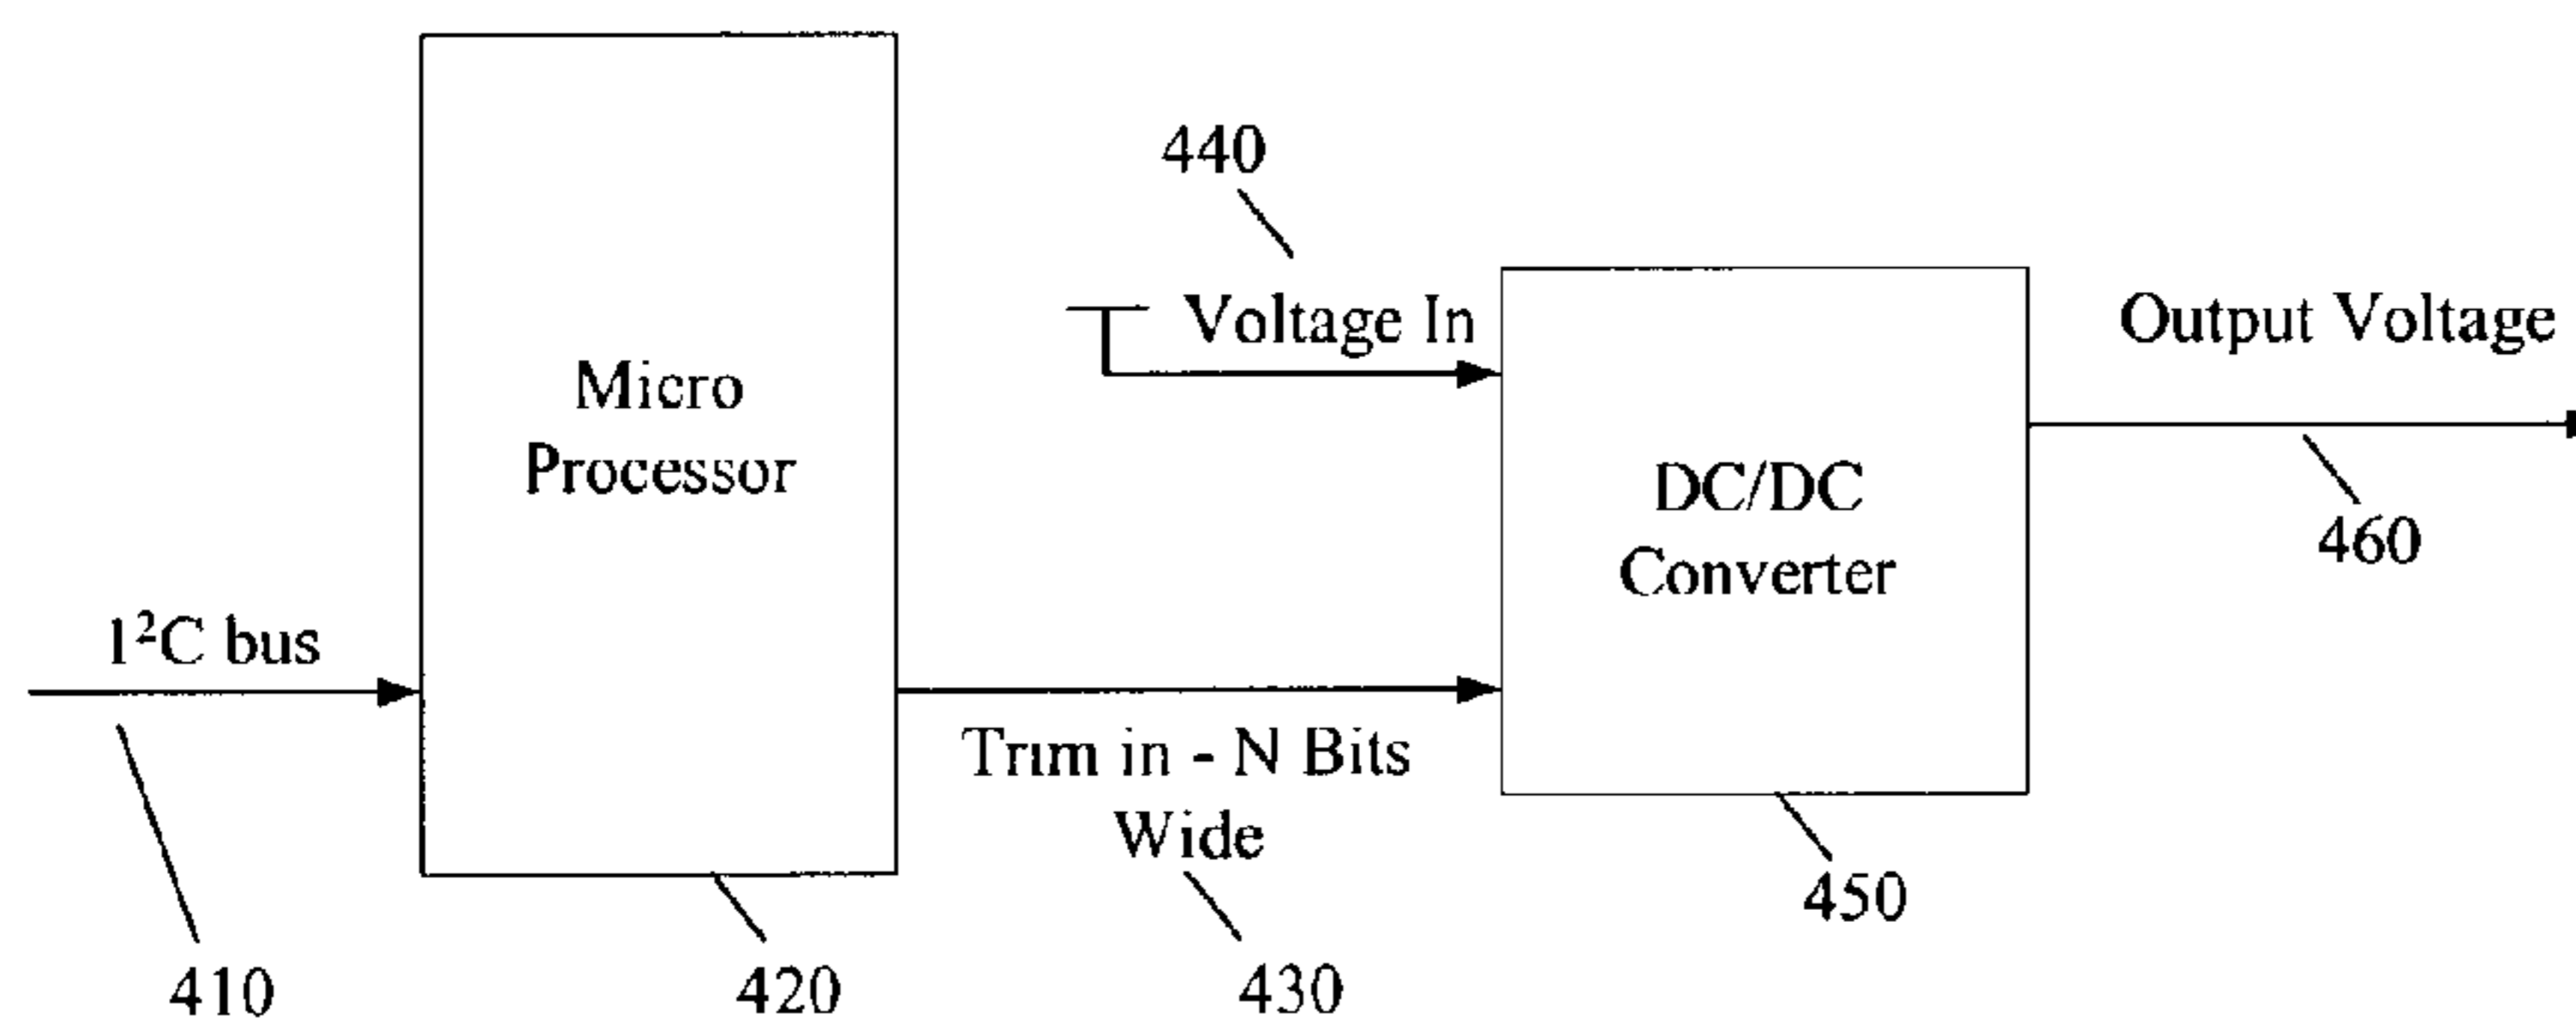 440
Voltage In
Output Voltage
Micro
Processor
DC/DC
Converter
460
I²C bus
Trim in - N Bits
Wide
450
410
420
430